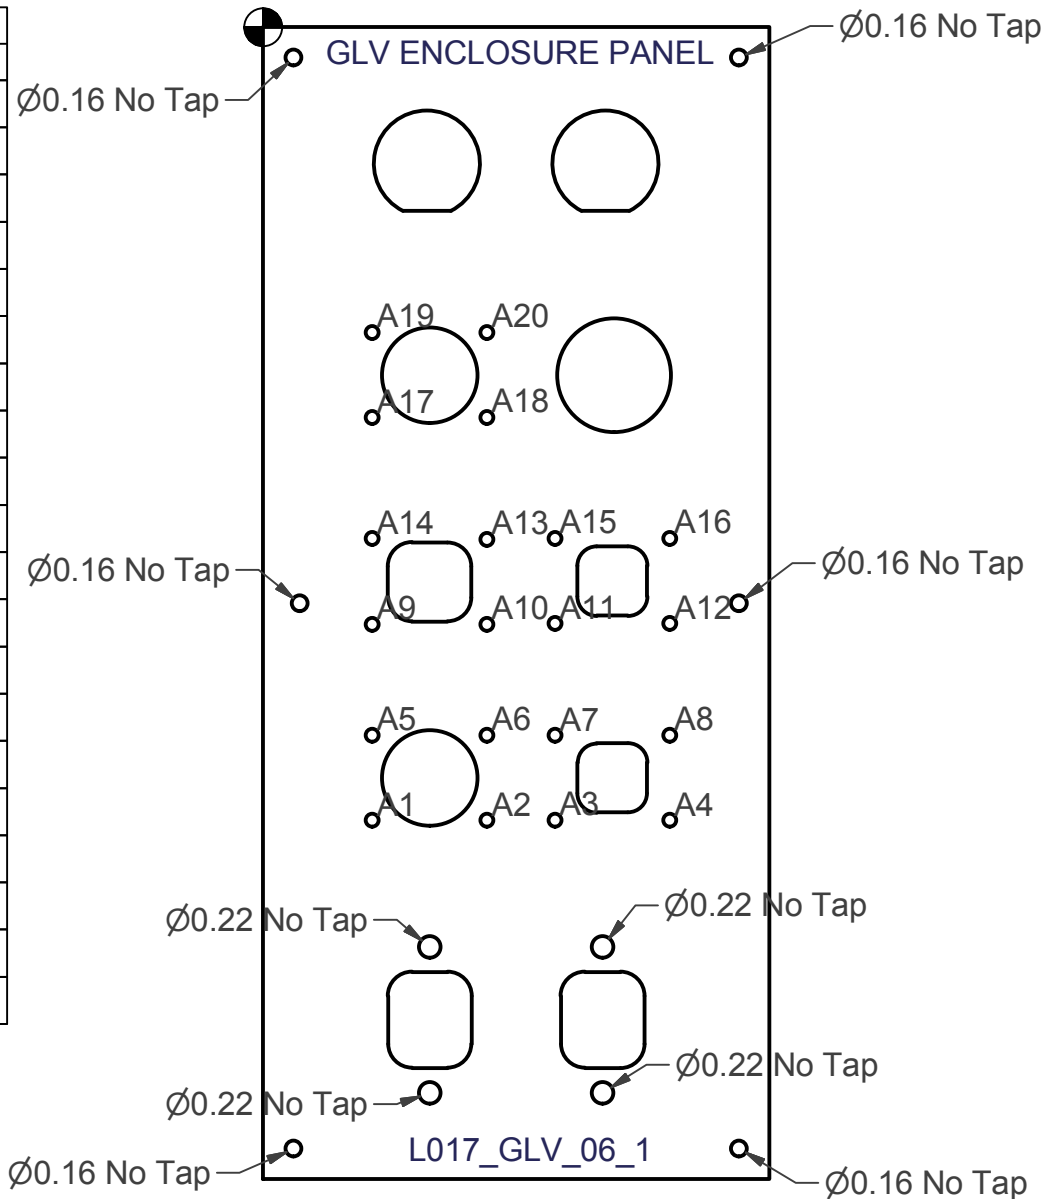 Ø0.16 No Tap
GLV ENCLOSURE PANEL
Ø0.16 No Tap
A19 A20
A17 A18
A14 A13 A15 A16
Ø0.16 No Tap
Ø0.16 No Tap
A9 A10 A11 A12
A5 A6 A7 A8
A1 A2 A3 A4
Ø0.22 No Tap
Ø0.22 No Tap
Ø0.22 No Tap
Ø0.22 No Tap
L017_GLV_06_1
Ø0.16 No Tap
Ø0.16 No Tap